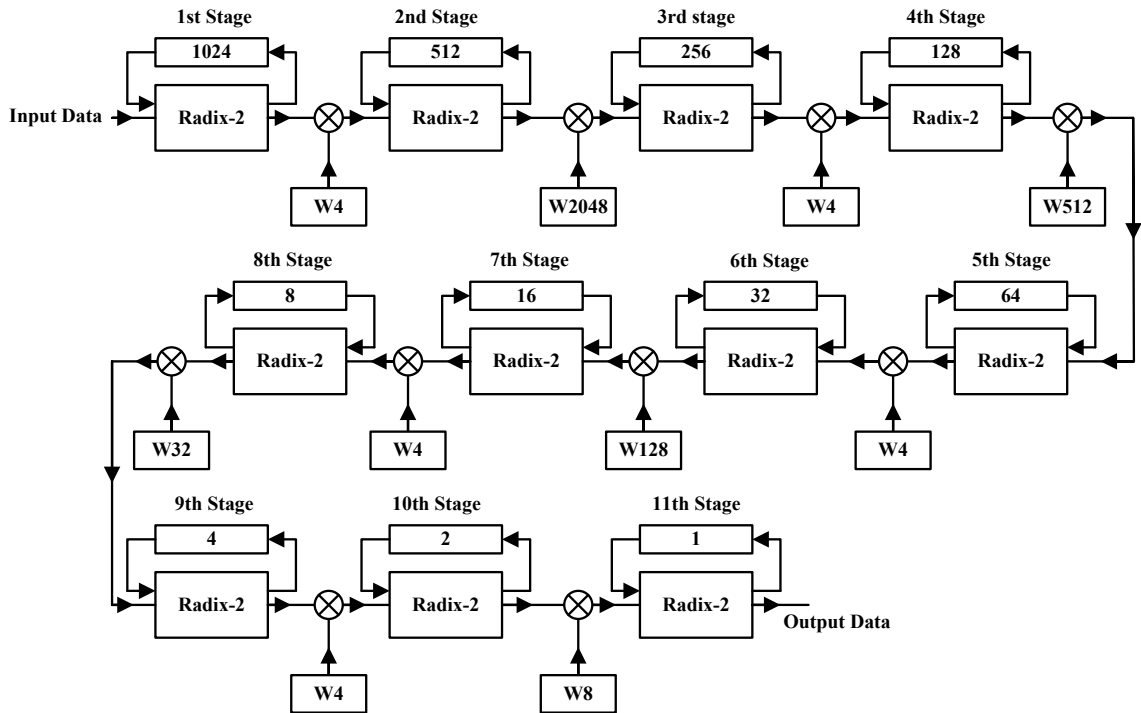 1st Stage
2nd Stage
3rd stage
4th Stage
1024
512
256
128
Input Data
Radix-2
Radix-2
Radix-2
Radix-2
W4
W2048
W4
W512
8th Stage
7th Stage
6th Stage
5th Stage
8
16
32
64
Radix-2
Radix-2
Radix-2
Radix-2
W32
W4
W128
W4
9th Stage
10th Stage
11th Stage
4
2
1
Radix-2
Radix-2
Radix-2
Output Data
W4
W8